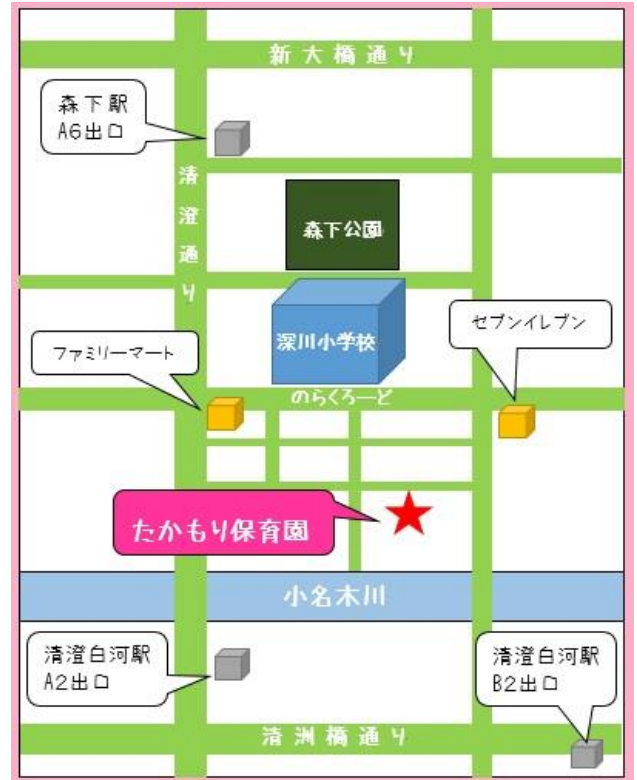 新大橋通り
森下駅
A6出口
清澄通り
森下公園
深川小学校
セブンイレブン
ファミリーマート
のらくろーど
たかもり保育園
小名木川
清澄白河駅
A2出口
清澄白河駅
B2出口
清洲橋通り